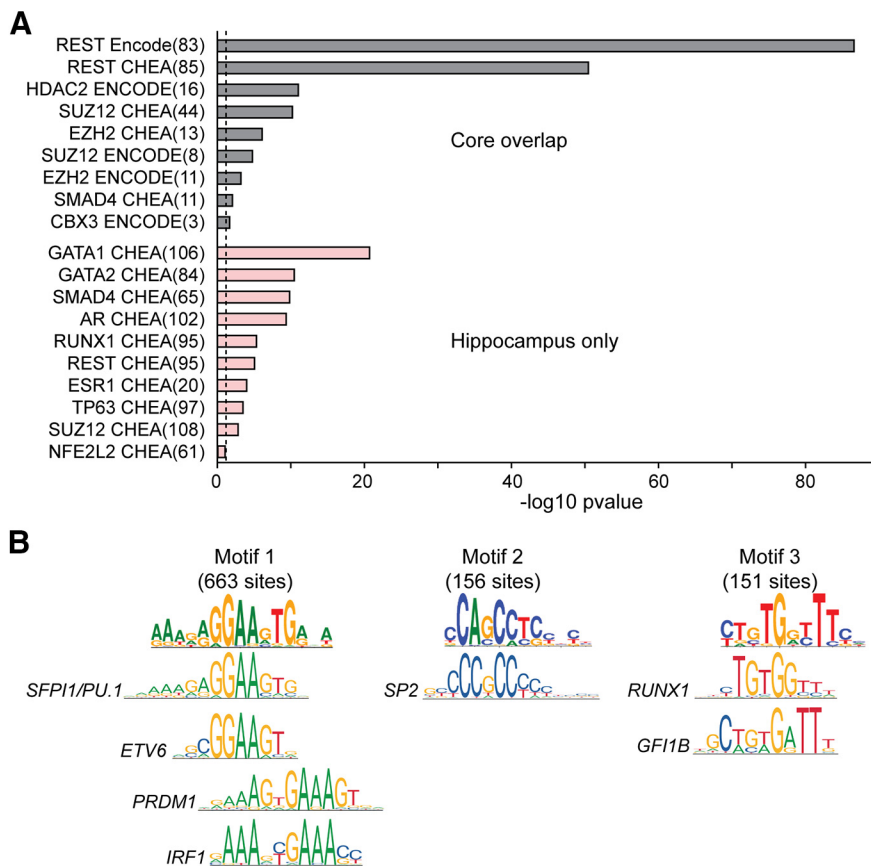 A
REST Encode(83)
REST CHEA(85)
HDAC2 ENCODE(16)
SUZ12 CHEA(44)
EZH2 CHEA(13)
SUZ12 ENCODE(8)
EZH2 ENCODE(11)
SMAD4 CHEA(11)
CBX3 ENCODE(3)
Core overlap
GATA1 CHEA(106)
GATA2 CHEA(84)
SMAD4 CHEA(65)
AR CHEA(102)
RUNX1 CHEA(95)
REST CHEA(95)
ESR1 CHEA(20)
TP63 CHEA(97)
SUZ12 CHEA(108)
NFE2L2 CHEA(61)
Hippocampus only
0 20 40 60 80
-log10 pvalue
B
Motif 1
(663 sites)
SFPI1/PU.1
ETV6
PRDM1
IRF1
Motif 2
(156 sites)
SP2
Motif 3
(151 sites)
RUNX1
GFI1B